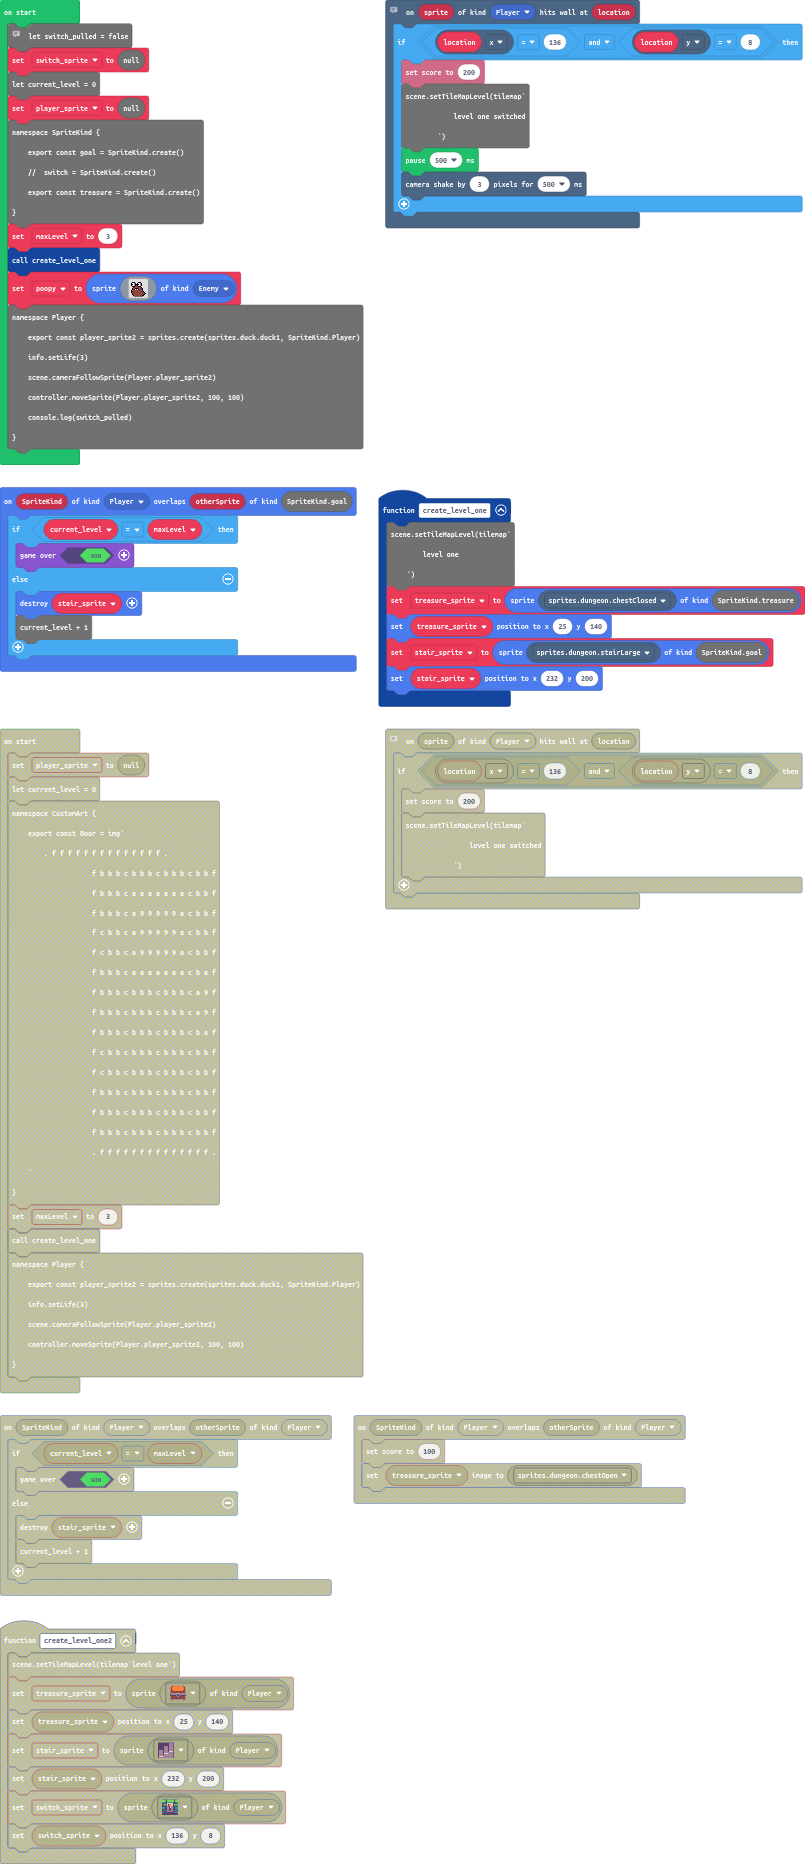 on start
let switch_pulled = false
set switch_sprite to null
let current_level = 0
set player_sprite to null
namespace SpriteKind {
export const goal = SpriteKind.create()
// switch = SpriteKind.create()
export const treasure = SpriteKind.create()
}
set maxLevel to 3
call create_level_one
set poopy to sprite of kind Enemy
namespace Player {
export const player_sprite2 = sprites.create(sprites.duck.duck1, SpriteKind.Player)
info.setLife(3)
scene.cameraFollowSprite(Player.player_sprite2)
controller.moveSprite(Player.player_sprite2, 100, 100)
console.log(switch_pulled)
}
on sprite of kind Player hits wall at location
if location x = 136 and location y = 8 then
set score to 200
scene.setTileMapLevel(tilemap`
level one switched
`)
pause 500 ms
camera shake by 3 pixels for 500 ms
on SpriteKind of kind Player overlaps otherSprite of kind SpriteKind.goal
if current_level = maxLevel then
game over WIN
else
destroy stair_sprite
current_level + 1
function create_level_one
scene.setTileMapLevel(tilemap`
level one
`)
set treasure_sprite to sprite sprites.dungeon.chestClosed of kind SpriteKind.treasure
set treasure_sprite position to x 25 y 140
set stair_sprite to sprite sprites.dungeon.stairLarge of kind SpriteKind.goal
set stair_sprite position to x 232 y 200
on start
set player_sprite to null
let current_level = 0
namespace CustomArt {
export const Door = img`
. f f f f f f f f f f f f f f .
f b b b c b b b c b b b c b b f
f b b b c a a a a a a a c b b f
f b b b c a 9 9 9 9 9 a c b b f
f c b b c a 9 9 9 9 9 a c b b f
f c b b c a 9 9 9 9 9 a c b b f
f b b b c a a a a a a a c b a f
f b b b c b b b c b b b c a 9 f
f b b b c b b b c b b b c a 9 f
f b b b c b b b c b b b c b a f
f c b b c b b b c b b b c b b f
f c b b c b b b c b b b c b b f
f b b b c b b b c b b b c b b f
f b b b c b b b c b b b c b b f
f b b b c b b b c b b b c b b f
. f f f f f f f f f f f f f f .
`
}
set maxLevel to 3
call create_level_one
namespace Player {
export const player_sprite2 = sprites.create(sprites.duck.duck1, SpriteKind.Player)
info.setLife(3)
scene.cameraFollowSprite(Player.player_sprite2)
controller.moveSprite(Player.player_sprite2, 100, 100)
}
on sprite of kind Player hits wall at location
if location x = 136 and location y = 8 then
set score to 200
scene.setTileMapLevel(tilemap`
level one switched
`)
on SpriteKind of kind Player overlaps otherSprite of kind Player
if current_level = maxLevel then
game over WIN
else
destroy stair_sprite
current_level + 1
on SpriteKind of kind Player overlaps otherSprite of kind Player
set score to 100
set treasure_sprite image to sprites.dungeon.chestOpen
function create_level_one2
scene.setTileMapLevel(tilemap`level one`)
set treasure_sprite to sprite of kind Player
set treasure_sprite position to x 25 y 140
set stair_sprite to sprite of kind Player
set stair_sprite position to x 232 y 200
set switch_sprite to sprite of kind Player
set switch_sprite position to x 136 y 8